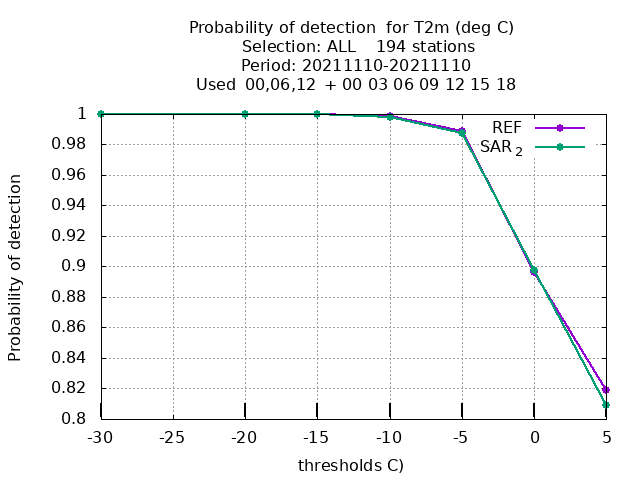 Probability of detection  for T2m (deg C)
Selection: ALL    194 stations
Period: 20211110-20211110
Used  00,06,12  + 00 03 06 09 12 15 18
Probability of detection
1
0.98
0.96
0.94
0.92
0.9
0.88
0.86
0.84
0.82
0.8
REF
SAR 2
-30 -25 -20 -15 -10 -5 0 5
thresholds C)